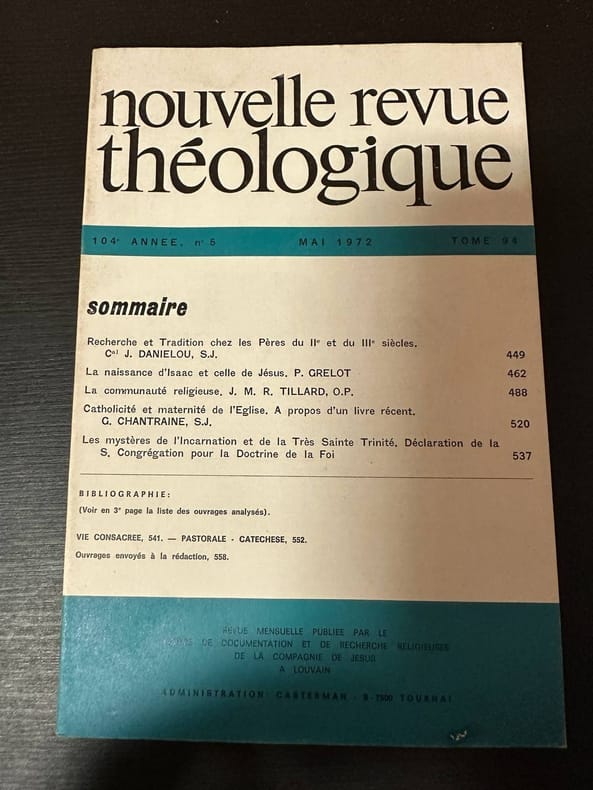 nouvelle revue
théologique
104e ANNEE, n° 5 MAI 1972 TOME 94
sommaire
Recherche et Tradition chez les Pères du IIe et du IIIe siècles.
Cal J. DANIELOU, S.J. 449
La naissance d'Isaac et celle de Jésus. P. GRELOT 462
La communauté religieuse. J. M. R. TILLARD, O.P. 488
Catholicité et maternité de l'Eglise. A propos d'un livre récent.
G. CHANTRAINE, S.J. 520
Les mystères de l'Incarnation et de la Très Sainte Trinité. Déclaration de la
S. Congrégation pour la Doctrine de la Foi 537
BIBLIOGRAPHIE:
(Voir en 3e page la liste des ouvrages analysés).
VIE CONSACREE, 541. — PASTORALE - CATECHESE, 552.
Ouvrages envoyés à la rédaction, 558.
REVUE MENSUELLE PUBLIEE PAR LE
DE DOCUMENTATION ET DE RECHERCHE RELIGIEUSES
DE LA COMPAGNIE DE JESUS
A LOUVAIN
ADMINISTRATION CASTERMAN - B-7500 TOURNAI